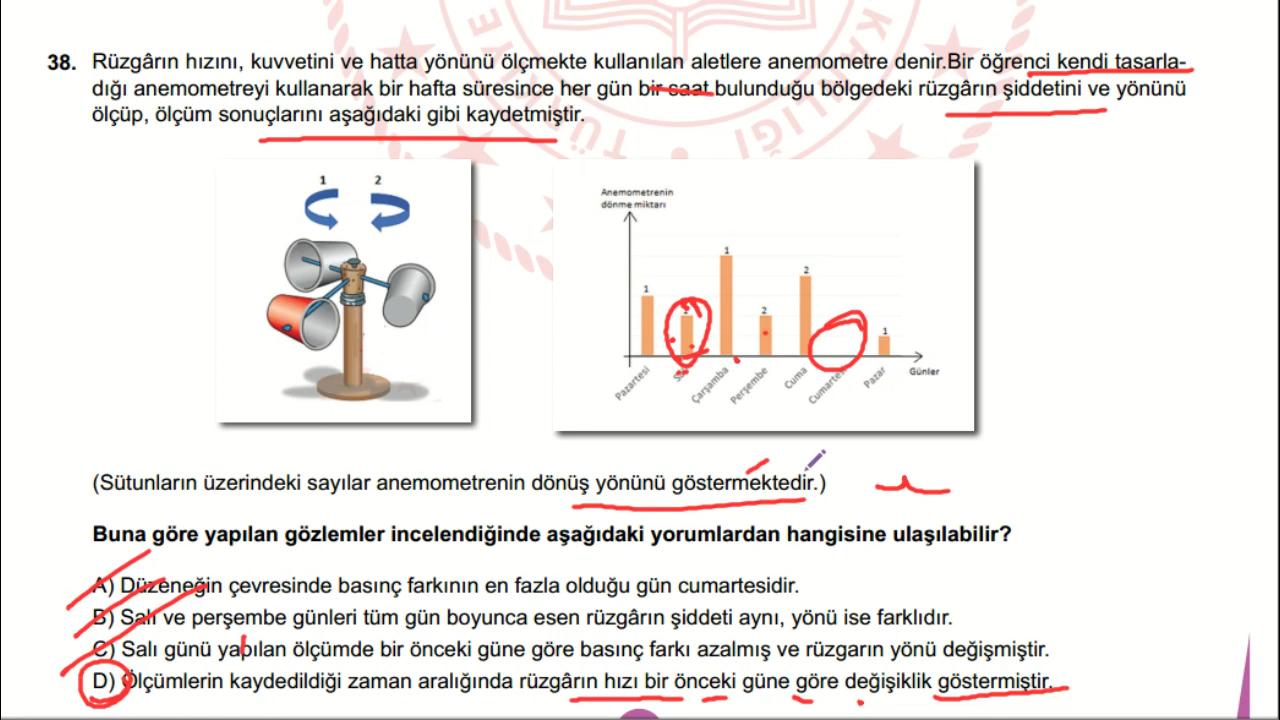 38. Rüzgârın hızını, kuvvetini ve hatta yönünü ölçmekte kullanılan aletlere anemometre denir.Bir öğrenci kendi tasarla-
dığı anemometreyi kullanarak bir hafta süresince her gün bir saat bulunduğu bölgedeki rüzgârın şiddetini ve yönünü
ölçüp, ölçüm sonuçlarını aşağıdaki gibi kaydetmiştir.
1 2
Anemometrenin
dönme miktarı
1 1 2 2 1
Pazartesi Çarşamba Perşembe Cuma Cumartesi Pazar
Günler
(Sütunların üzerindeki sayılar anemometrenin dönüş yönünü göstermektedir.)
Buna göre yapılan gözlemler incelendiğinde aşağıdaki yorumlardan hangisine ulaşılabilir?
A) Düzeneğin çevresinde basınç farkının en fazla olduğu gün cumartesidir.
B) Salı ve perşembe günleri tüm gün boyunca esen rüzgârın şiddeti aynı, yönü ise farklıdır.
C) Salı günü yapılan ölçümde bir önceki güne göre basınç farkı azalmış ve rüzgarın yönü değişmiştir.
D) Ölçümlerin kaydedildiği zaman aralığında rüzgârın hızı bir önceki güne göre değişiklik göstermiştir.